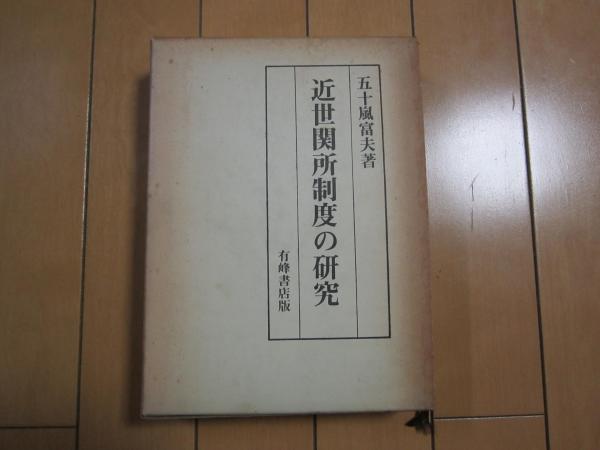 五十嵐富夫著
近世関所制度の研究
有峰書店版